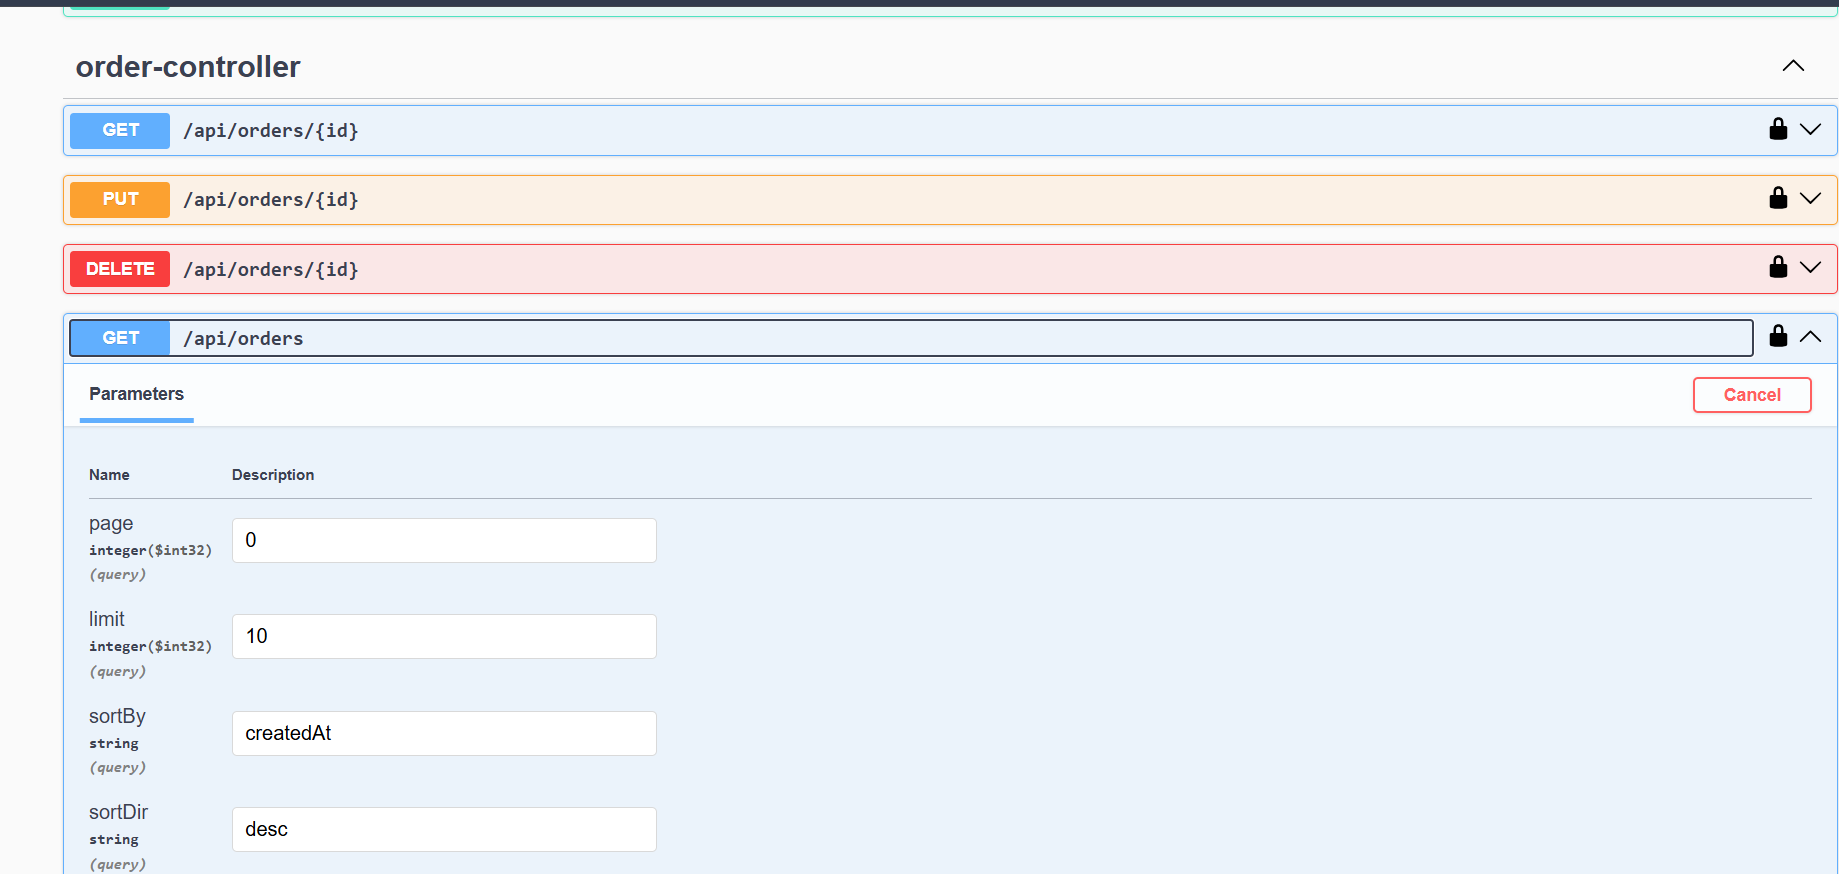 order-controller
GET /api/orders/{id}
PUT /api/orders/{id}
DELETE /api/orders/{id}
GET /api/orders
Parameters
Cancel
Name Description
page
integer($int32)
(query)
0
limit
integer($int32)
(query)
10
sortBy
string
(query)
createdAt
sortDir
string
(query)
desc